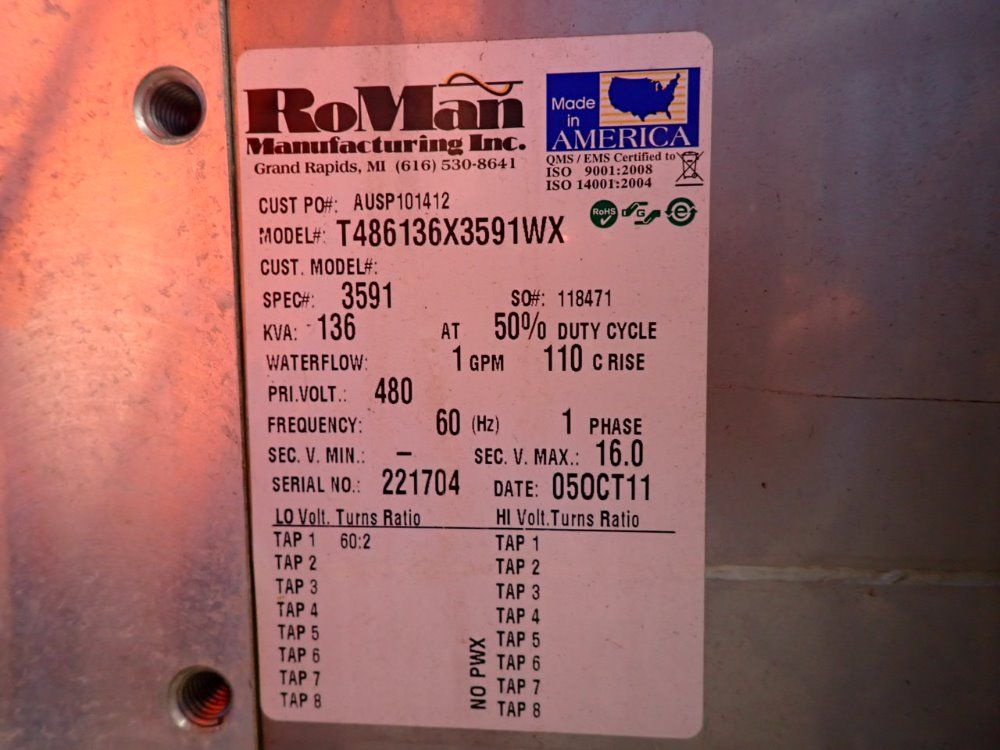 RoMan
Manufacturing Inc.
Grand Rapids, MI (616) 530-8641
Made
in
AMERICA
QMS / EMS Certified to
ISO 9001:2008
ISO 14001:2004
RoHS
G
e
CUST PO#: AUSP101412
MODEL#: T486136X3591WX
CUST. MODEL#:
SPEC#: 3591 SO#: 118471
KVA: 136 AT 50% DUTY CYCLE
WATERFLOW: 1 GPM 110 C RISE
PRI.VOLT.: 480
FREQUENCY: 60 (Hz) 1 PHASE
SEC. V. MIN.: – SEC. V. MAX.: 16.0
SERIAL NO.: 221704 DATE: 05OCT11
LO Volt. Turns Ratio HI Volt.Turns Ratio
TAP 1 60:2 TAP 1
TAP 2 TAP 2
TAP 3 TAP 3
TAP 4 TAP 4
TAP 5 TAP 5
TAP 6 TAP 6
TAP 7 TAP 7
TAP 8 TAP 8
NO PWX